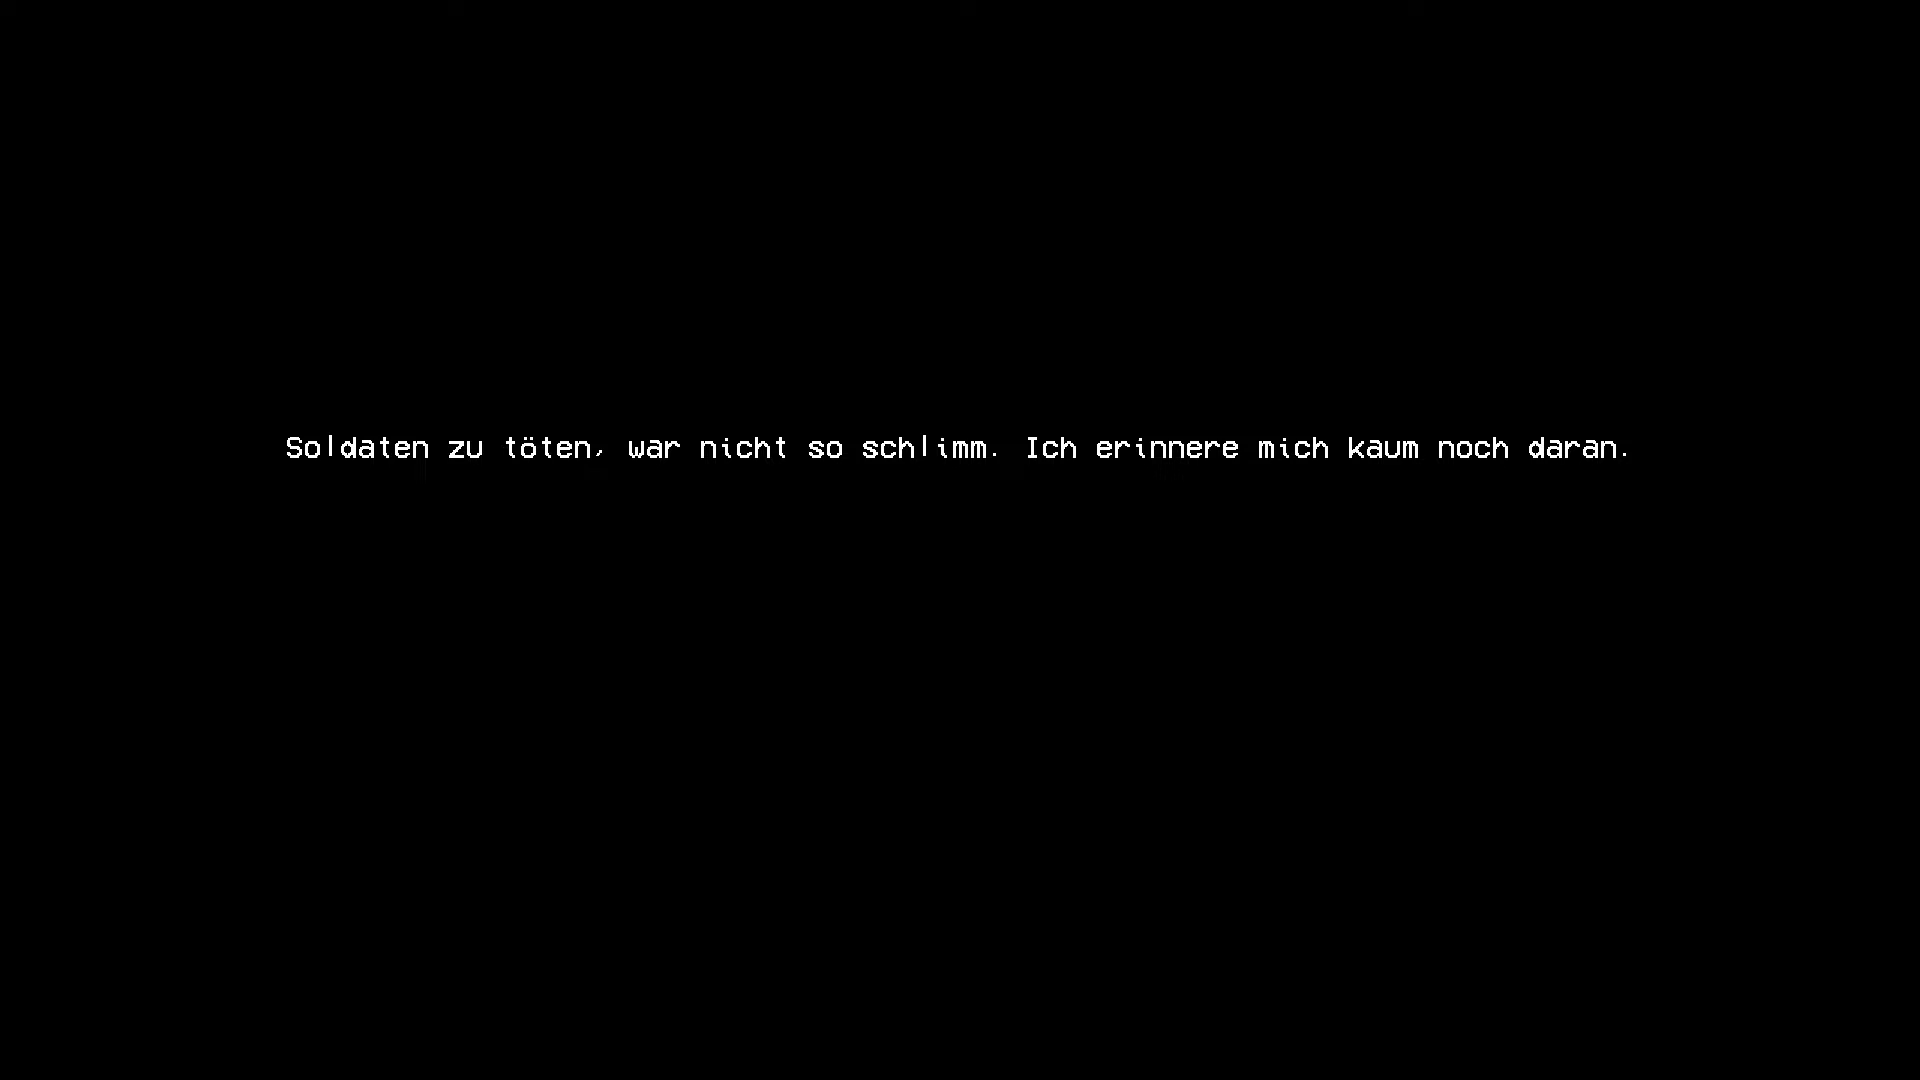 Soldaten zu töten, war nicht so schlimm. Ich erinnere mich kaum noch daran.